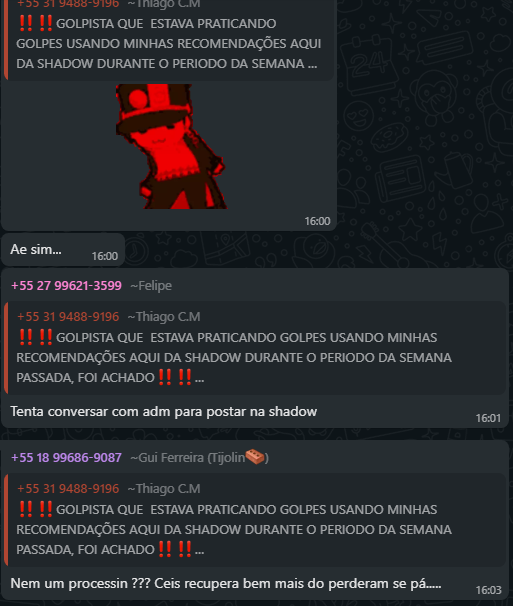 +55 31 9488-9196 ~Thiago C.M
‼️ ‼️GOLPISTA QUE ESTAVA PRATICANDO
GOLPES USANDO MINHAS RECOMENDAÇÕES AQUI
DA SHADOW DURANTE O PERIODO DA SEMANA ...
16:00
Ae sim...
16:00
+55 27 99621-3599 ~Felipe
+55 31 9488-9196 ~Thiago C.M
‼️ ‼️GOLPISTA QUE ESTAVA PRATICANDO GOLPES USANDO MINHAS
RECOMENDAÇÕES AQUI DA SHADOW DURANTE O PERIODO DA SEMANA
PASSADA, FOI ACHADO‼️ ‼️...
Tenta conversar com adm para postar na shadow
16:01
+55 18 99686-9087 ~Gui Ferreira (Tijolin🧱)
+55 31 9488-9196 ~Thiago C.M
‼️ ‼️GOLPISTA QUE ESTAVA PRATICANDO GOLPES USANDO MINHAS
RECOMENDAÇÕES AQUI DA SHADOW DURANTE O PERIODO DA SEMANA
PASSADA, FOI ACHADO‼️ ‼️...
Nem um processin ??? Ceis recupera bem mais do perderam se pá.....
16:03